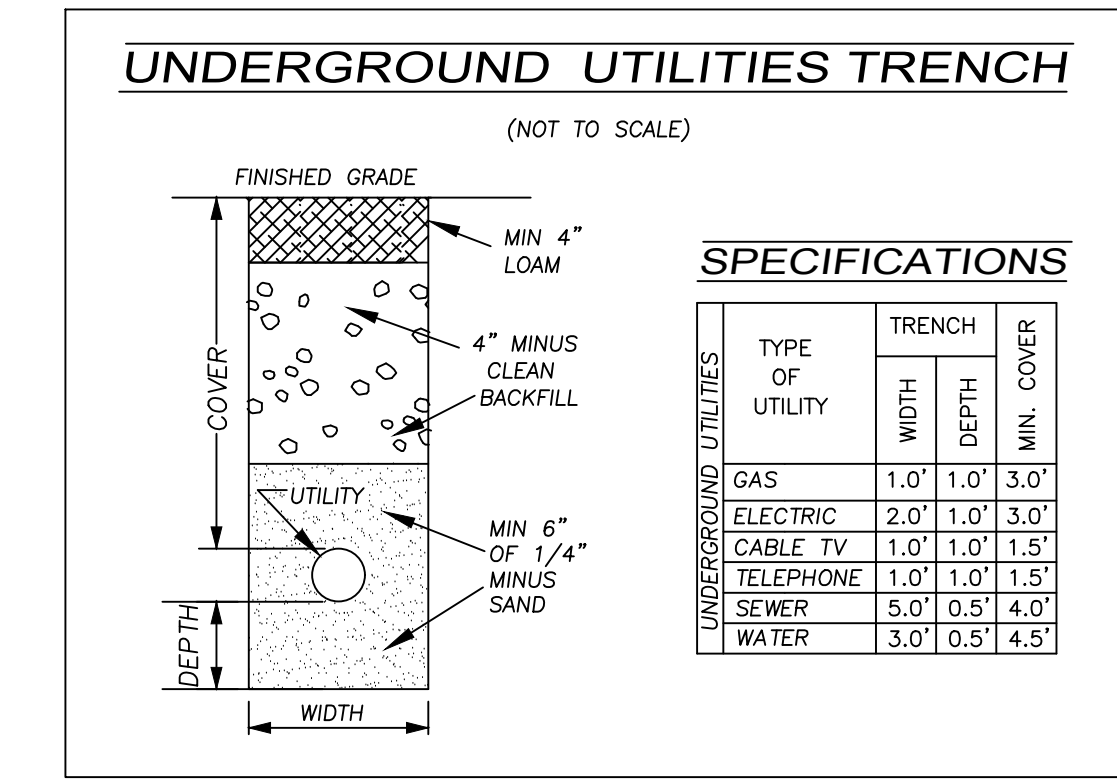 UNDERGROUND UTILITIES TRENCH
(NOT TO SCALE)
FINISHED GRADE
MIN 4”
LOAM
4” MINUS
CLEAN
BACKFILL
COVER
UTILITY
MIN 6”
OF 1/4”
MINUS
SAND
DEPTH
WIDTH
SPECIFICATIONS
UNDERGROUND UTILITIES
TYPE
OF
UTILITY
TRENCH
WIDTH
DEPTH
MIN. COVER
GAS 1.0’ 1.0’ 3.0’
ELECTRIC 2.0’ 1.0’ 3.0’
CABLE TV 1.0’ 1.0’ 1.5’
TELEPHONE 1.0’ 1.0’ 1.5’
SEWER 5.0’ 0.5’ 4.0’
WATER 3.0’ 0.5’ 4.5’